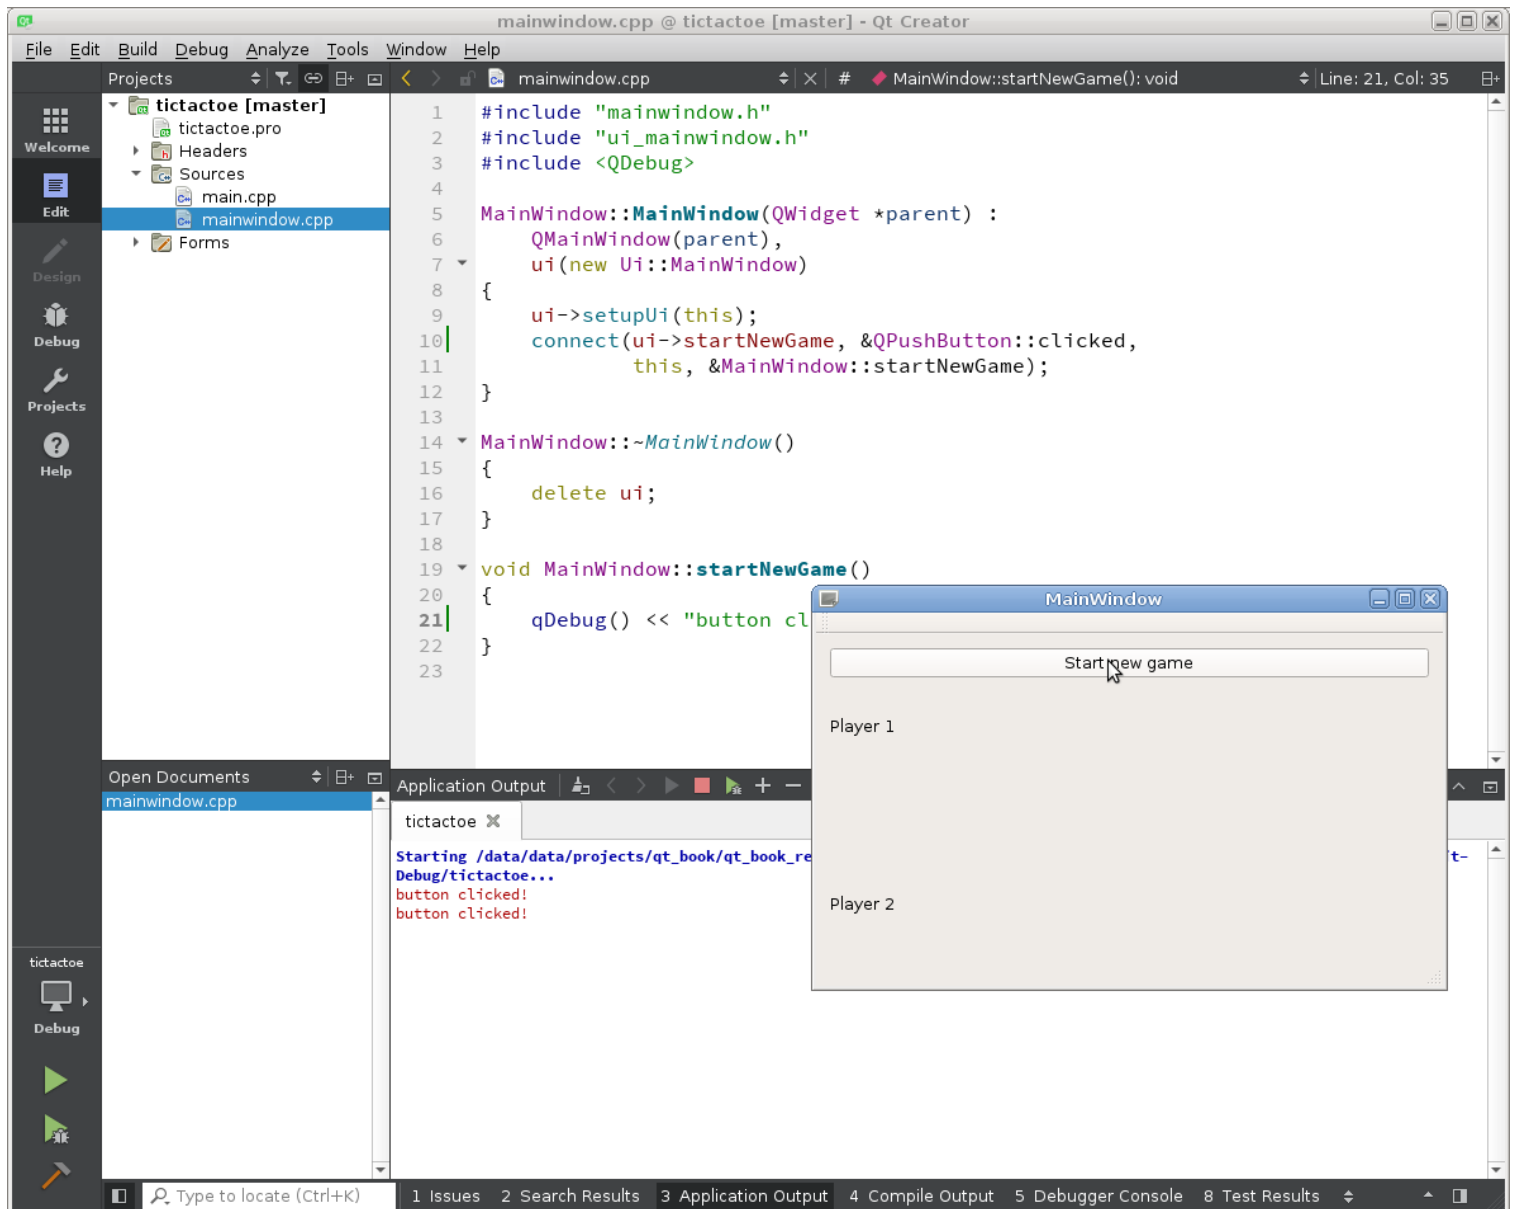 mainwindow.cpp @ tictactoe [master] - Qt Creator
File Edit Build Debug Analyze Tools Window Help
Projects
mainwindow.cpp
#
MainWindow::startNewGame(): void
Line: 21, Col: 35
Welcome
Edit
Design
Debug
Projects
Help
tictactoe [master]
tictactoe.pro
Headers
Sources
main.cpp
mainwindow.cpp
Forms
1 #include "mainwindow.h"
2 #include "ui_mainwindow.h"
3 #include <QDebug>
4
5 MainWindow::MainWindow(QWidget *parent) :
6     QMainWindow(parent),
7     ui(new Ui::MainWindow)
8 {
9     ui->setupUi(this);
10     connect(ui->startNewGame, &QPushButton::clicked,
11             this, &MainWindow::startNewGame);
12 }
13
14 MainWindow::~MainWindow()
15 {
16     delete ui;
17 }
18
19 void MainWindow::startNewGame()
20 {
21     qDebug() << "button cl
22 }
23
MainWindow
Start new game
Player 1
Player 2
Open Documents
mainwindow.cpp
Application Output
tictactoe
Starting /data/data/projects/qt_book/qt_book_re
t-
Debug/tictactoe...
button clicked!
button clicked!
tictactoe
Debug
Type to locate (Ctrl+K)
1 Issues
2 Search Results
3 Application Output
4 Compile Output
5 Debugger Console
8 Test Results